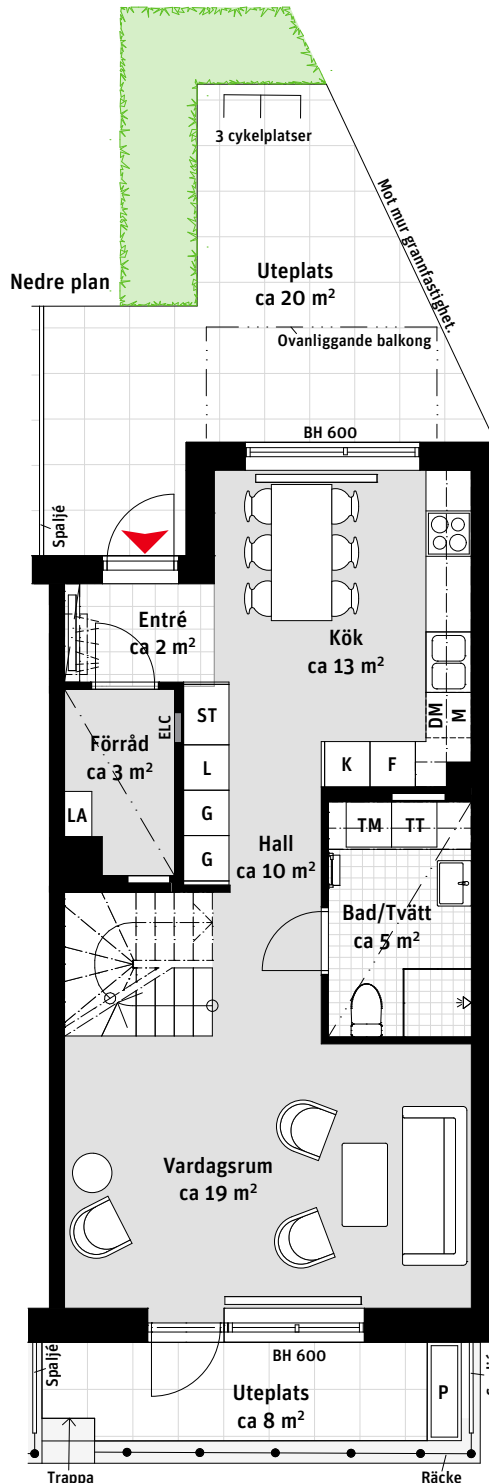 3 cykelplatser
Mot mur grannfastighet.
Nedre plan
Uteplats
ca 20 m²
Ovanliggande balkong
BH 600
Spaljé
Entré
ca 2 m²
Kök
ca 13 m²
ST
ELC
DM
M
Förråd
ca 3 m²
L
K
F
LA
G
TM
TT
G
Hall
ca 10 m²
Bad/Tvätt
ca 5 m²
Vardagsrum
ca 19 m²
BH 600
Spaljé
Uteplats
ca 8 m²
P
Trappa
Räcke